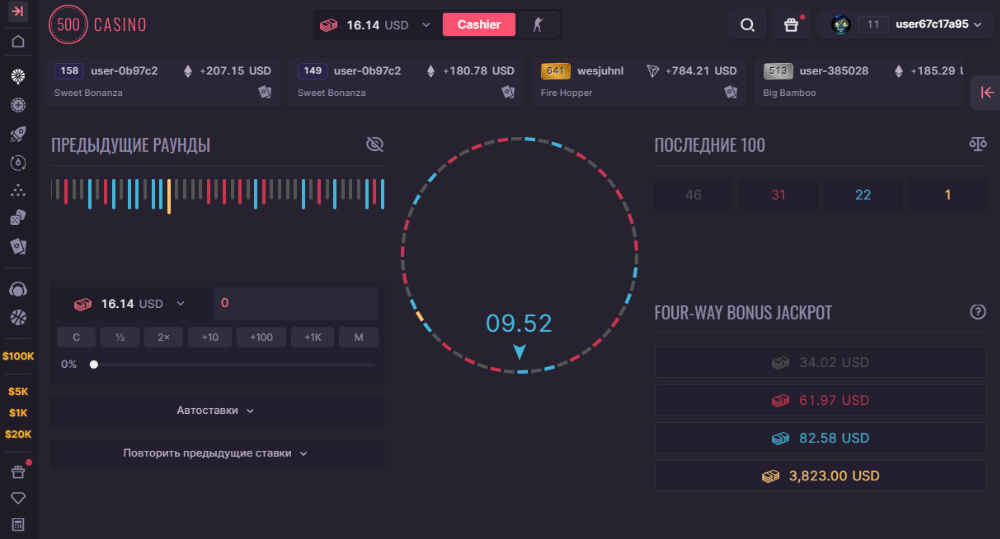 500 CASINO
16.14 USD
Cashier
11
user67c17a95
158 user-0b97c2 +207.15 USD
Sweet Bonanza
149 user-0b97c2 +180.78 USD
Sweet Bonanza
641 wesjuhnl +784.21 USD
Fire Hopper
513 user-385028 +185.29
Big Bamboo
ПРЕДЫДУЩИЕ РАУНДЫ
ПОСЛЕДНИЕ 100
46 31 22 1
16.14 USD
0
C ½ 2× +10 +100 +1K M
0%
09.52
Автоставки
Повторить предыдущие ставки
FOUR-WAY BONUS JACKPOT
34.02 USD
61.97 USD
82.58 USD
3,823.00 USD
$100K
$5K
$1K
$20K